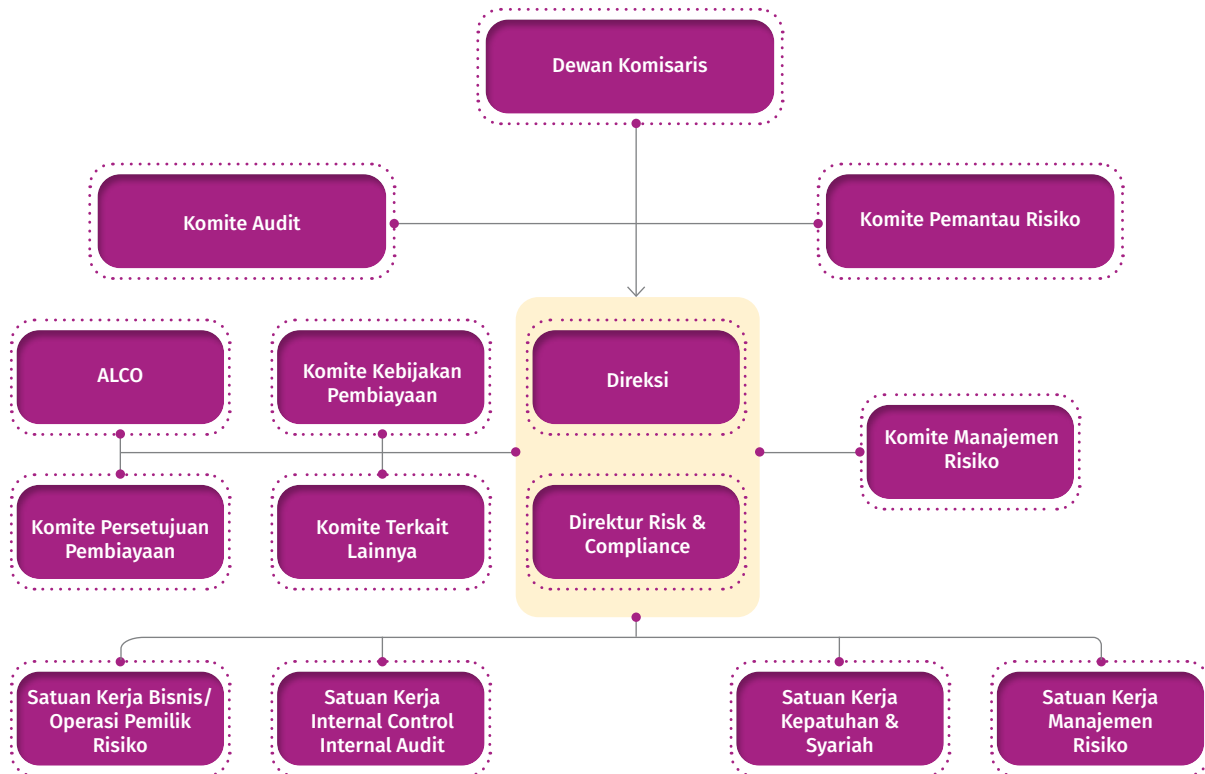 Dewan Komisaris
Komite Audit
Komite Pemantau Risiko
ALCO
Komite Kebijakan
Pembiayaan
Direksi
Komite Manajemen
Risiko
Komite Persetujuan
Pembiayaan
Komite Terkait
Lainnya
Direktur Risk &
Compliance
Satuan Kerja Bisnis/
Operasi Pemilik
Risiko
Satuan Kerja
Internal Control
Internal Audit
Satuan Kerja
Kepatuhan &
Syariah
Satuan Kerja
Manajemen
Risiko